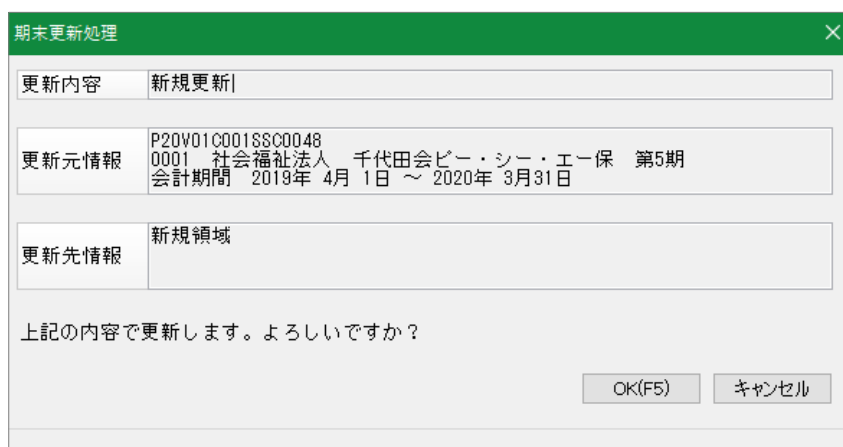 期末更新処理
更新内容 新規更新
更新元情報
P20V01C001SSC0048
0001 社会福祉法人 千代田会ピー・シー・エー保 第5期
会計期間 2019年 4月 1日 ～ 2020年 3月31日
更新先情報 新規領域
上記の内容で更新します。よろしいですか？
OK(F5) キャンセル